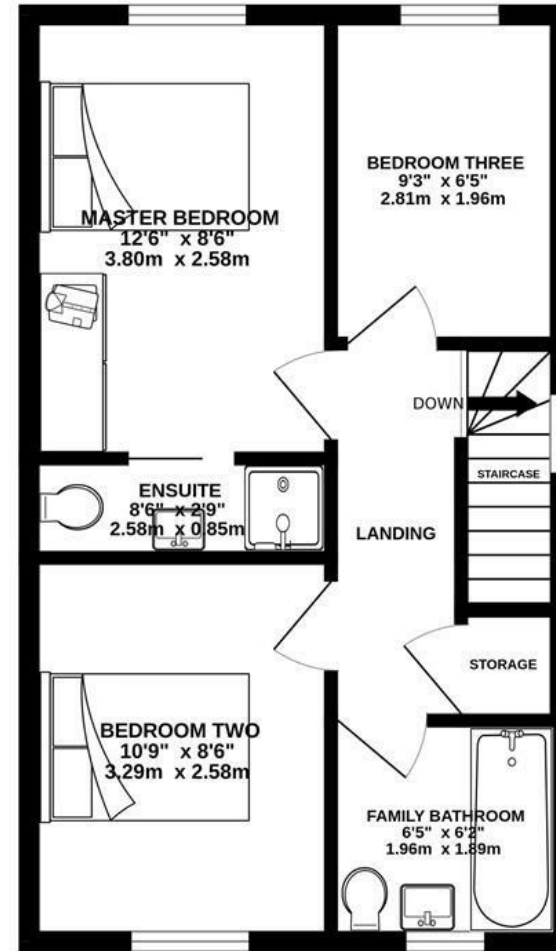 MASTER BEDROOM
12'6" x 8'6"
3.80m x 2.58m
BEDROOM THREE
9'3" x 6'5"
2.81m x 1.96m
DOWN
STAIRCASE
ENSUITE
8'6" x 2'9"
2.58m x 0.85m
LANDING
STORAGE
BEDROOM TWO
10'9" x 8'6"
3.29m x 2.58m
FAMILY BATHROOM
6'5" x 6'2"
1.96m x 1.89m